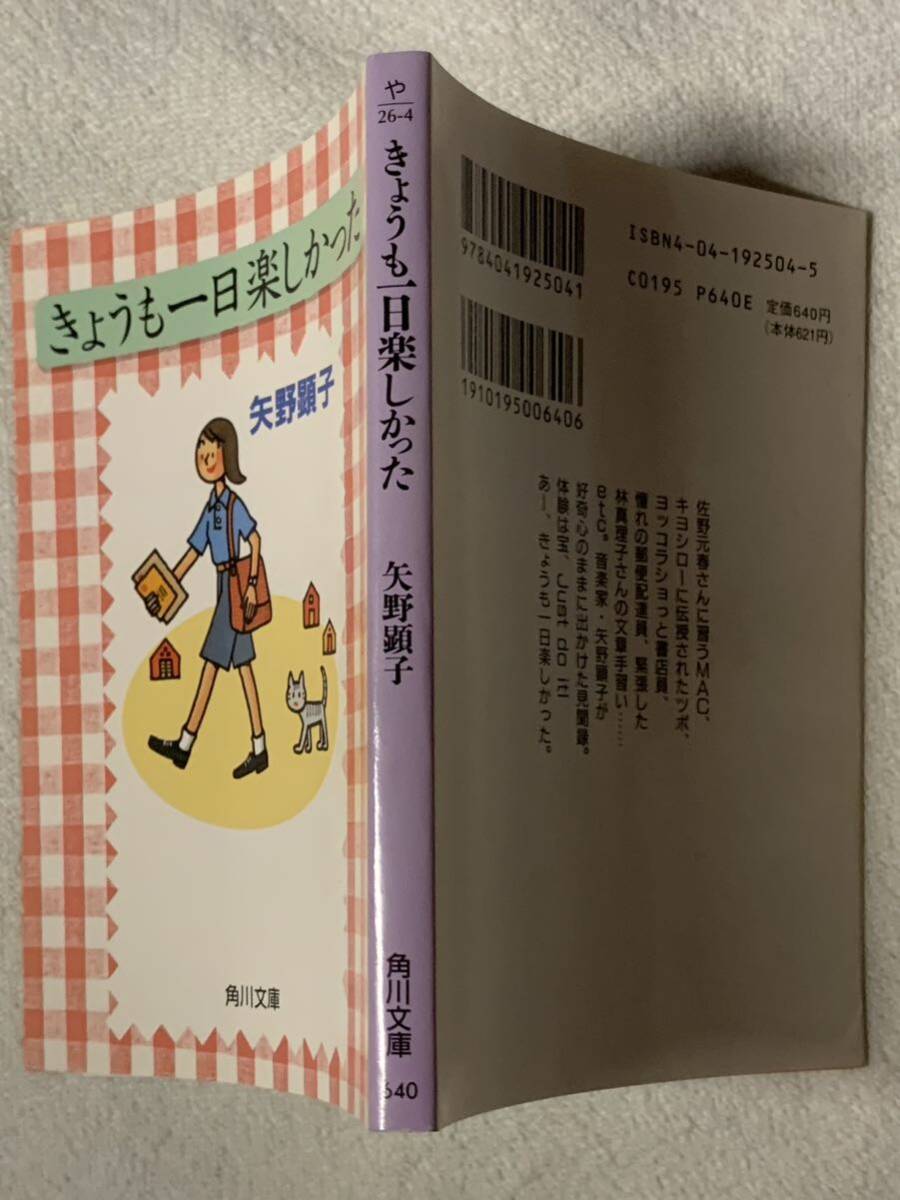 きょうも一日楽しかった
矢野顕子
角川文庫
や
26-4
きょうも一日楽しかった
矢野顕子
角川文庫
640
9784041925041
1910195006406
ISBN4-04-192504-5
C0195 P640E 定価640円
(本体621円)
佐野元春さんに習うMAC、
キヨシローに伝授されたツボ、
ヨッコラショっと書店員、
憧れの郵便配達員、緊張した
林真理子さんの文章手習い……
etc。音楽家・矢野顕子が
好奇心のままに出かけた見聞録。
体験は宝、Just do it!
あー、きょうも一日楽しかった。